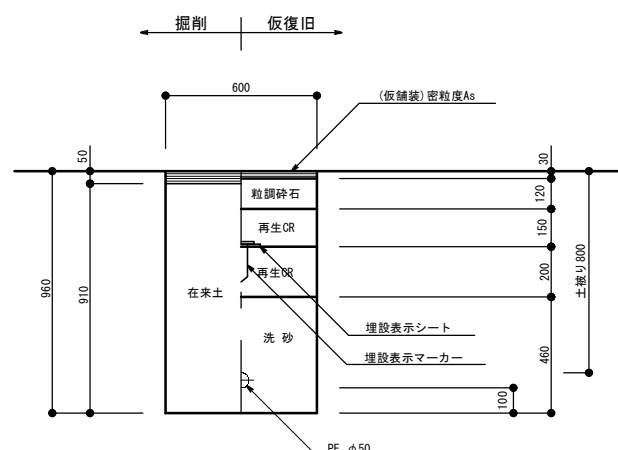 掘削
仮復旧
600
(仮舗装)密粒度As
50
30
粒調砕石
120
再生CR
150
再生CR
200
土被り800
960
910
在来土
埋設表示シート
洗 砂
埋設表示マーカー
460
100
PE φ50